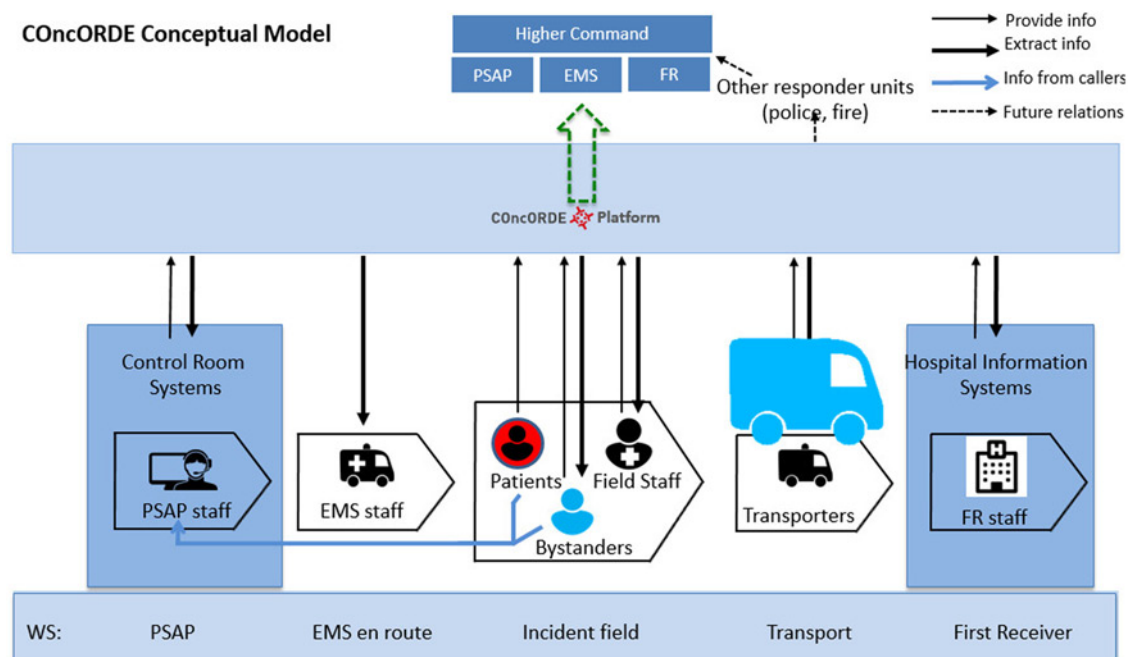 COncORDE Conceptual Model
Higher Command
PSAP
EMS
FR
Other responder units
(police, fire)
Provide info
Extract info
Info from callers
Future relations
COncORDE Platform
Control Room
Systems
PSAP staff
EMS staff
Patients
Field Staff
Bystanders
Transporters
Hospital Information
Systems
H
FR staff
WS:
PSAP
EMS en route
Incident field
Transport
First Receiver